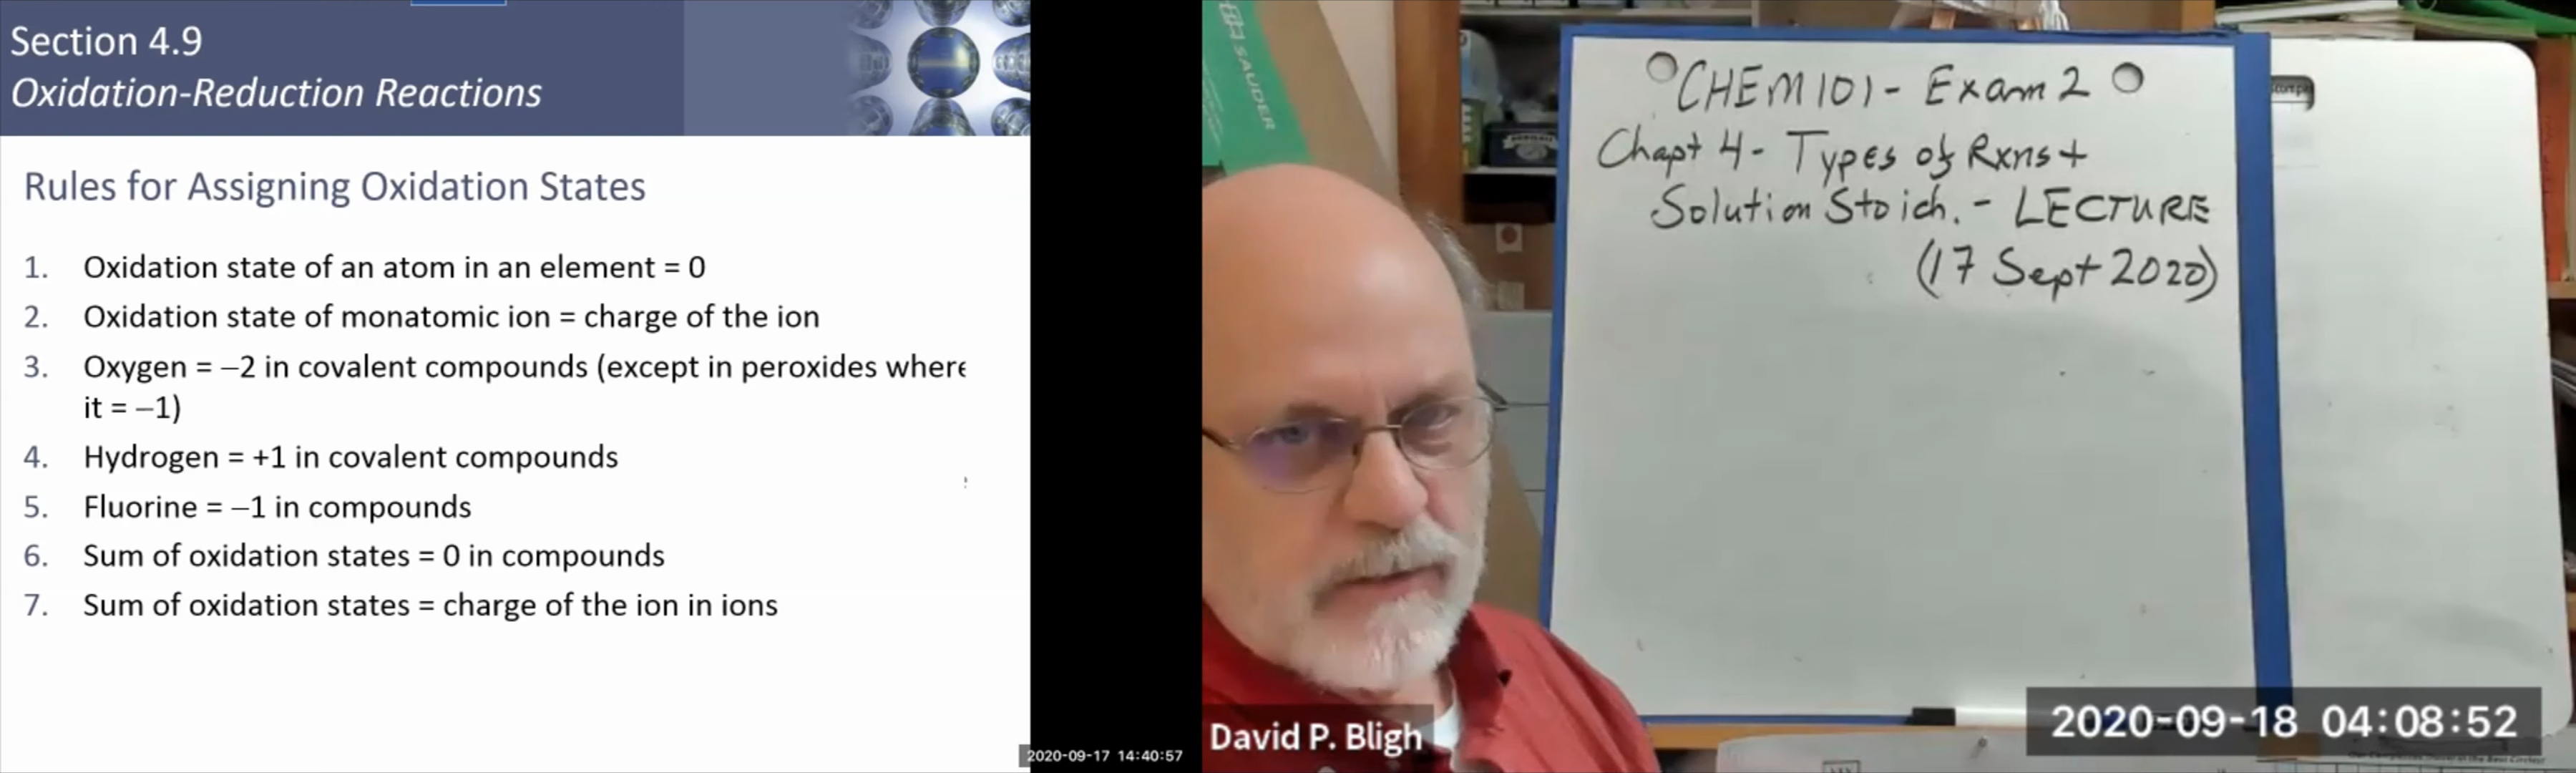 Section 4.9
Oxidation-Reduction Reactions
Rules for Assigning Oxidation States
1. Oxidation state of an atom in an element = 0
2. Oxidation state of monatomic ion = charge of the ion
3. Oxygen = −2 in covalent compounds (except in peroxides where
it = −1)
4. Hydrogen = +1 in covalent compounds
5. Fluorine = −1 in compounds
6. Sum of oxidation states = 0 in compounds
7. Sum of oxidation states = charge of the ion in ions
2020-09-17 14:40:57
SAUDER
CHEM 101 - Exam 2
Chapt 4 - Types of Rxns +
Solution Stoich. - LECTURE
(17 Sept 2020)
David P. Bligh
2020-09-18 04:08:52